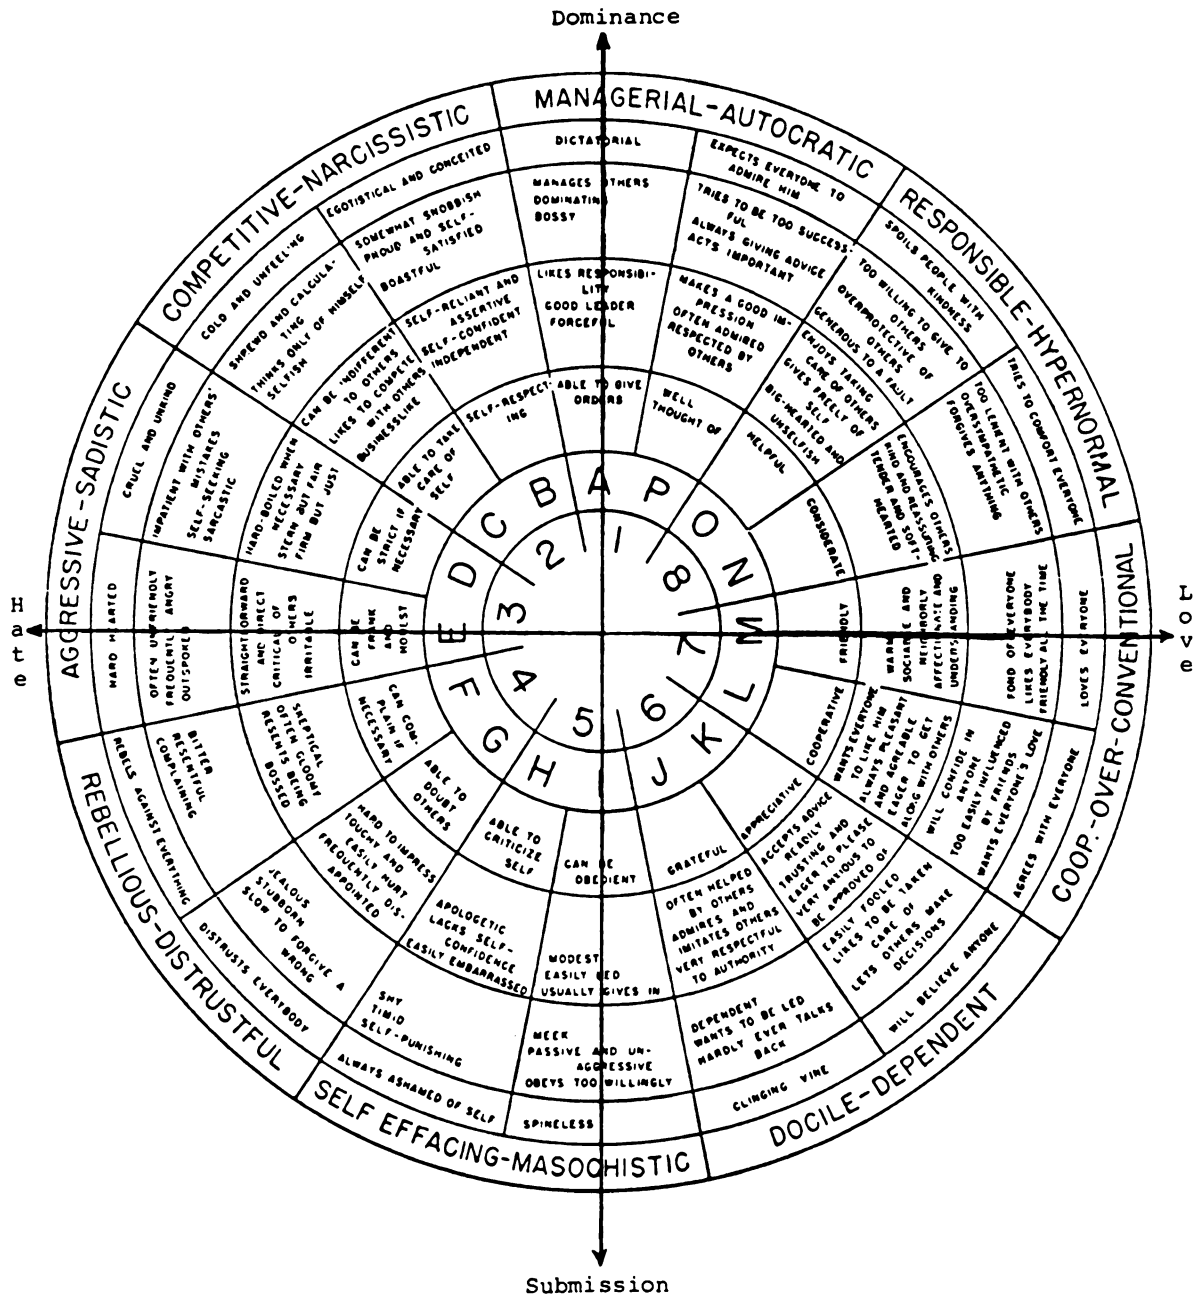 Dominance
MANAGERIAL-AUTOCRATIC
RESPONSIBLE-HYPERNORMAL
COOP.-OVER-CONVENTIONAL
DOCILE-DEPENDENT
SELF EFFACING-MASOCHISTIC
REBELLIOUS-DISTRUSTFUL
AGGRESSIVE-SADISTIC
COMPETITIVE-NARCISSISTIC
Hate
Love
Submission
DICTATORIAL
MANAGES OTHERS
DOMINATING
BOSSY
LIKES RESPONSIBI-
LITY
GOOD LEADER
FORCEFUL
ABLE TO GIVE
ORDERS
EXPECTS EVERYONE TO
ADMIRE HIM
TRIES TO BE TOO SUCCESS-
FUL
ALWAYS GIVING ADVICE
ACTS IMPORTANT
MAKES A GOOD IM-
PRESSION
OFTEN ADMIRED
RESPECTED BY
OTHERS
WELL
THOUGHT OF
SPOILS PEOPLE WITH
KINDNESS
TOO WILLING TO GIVE TO
OTHERS
OVERPROTECTIVE OF
OTHERS
GENEROUS TO A FAULT
ENJOYS TAKING
CARE OF OTHERS
GIVES FREELY OF
SELF
BIG-HEARTED AND
UNSELFISH
HELPFUL
TRIES TO COMFORT EVERYONE
TOO LENIENT WITH OTHERS
OVERSYMPATHETIC
FORGIVES ANYTHING
ENCOURAGES OTHERS
KIND AND REASSURING
TENDER AND SOFT-
HEARTED
CONSIDERATE
LOVES EVERYONE
FOND OF EVERYONE
LIKES EVERYBODY
FRIENDLY ALL THE TIME
WARM
SOCIABLE AND
NEIGHBORLY
AFFECTIONATE AND
UNDERSTANDING
FRIENDLY
AGREES WITH EVERYONE
WILL CONFIDE IN
ANYONE
TOO EASILY INFLUENCED
BY FRIENDS
WANTS EVERYONE'S LOVE
WANTS EVERYONE
TO LIKE HIM
ALWAYS PLEASANT
AND AGREEABLE
EAGER TO GET
ALONG WITH OTHERS
COOPERATIVE
WILL BELIEVE ANYONE
EASILY FOOLED
LIKES TO BE TAKEN
CARE OF
LETS OTHERS MAKE
DECISIONS
ACCEPTS ADVICE
READILY
TRUSTING AND
EAGER TO PLEASE
VERY ANXIOUS TO
BE APPROVED OF
APPRECIATIVE
CLINGING VINE
DEPENDENT
WANTS TO BE LED
HARDLY EVER TALKS
BACK
OFTEN HELPED
BY OTHERS
ADMIRES AND
IMITATES OTHERS
VERY RESPECTFUL
TO AUTHORITY
GRATEFUL
SPINELESS
MEEK
PASSIVE AND UN-
AGGRESSIVE
OBEYS TOO WILLINGLY
MODEST
EASILY LED
USUALLY GIVES IN
CAN BE
OBEDIENT
ALWAYS ASHAMED OF SELF
SHY
TIMID
SELF-PUNISHING
APOLOGETIC
LACKS SELF-
CONFIDENCE
EASILY EMBARRASSED
ABLE TO
CRITICIZE
SELF
DISTRUSTS EVERYBODY
JEALOUS
STUBBORN
SLOW TO FORGIVE A
WRONG
HARD TO IMPRESS
TOUCHY AND
EASILY HURT
FREQUENTLY DIS-
APPOINTED
ABLE TO
DOUBT
OTHERS
REBELS AGAINST EVERYTHING
BITTER
RESENTFUL
COMPLAINING
SKEPTICAL
OFTEN GLOOMY
RESENTS BEING
BOSSED
CAN COM-
PLAIN IF
NECESSARY
HARD HEARTED
OFTEN UNFRIENDLY
FREQUENTLY ANGRY
OUTSPOKEN
STRAIGHTFORWARD
AND DIRECT
CRITICAL OF
OTHERS
IRRITABLE
CAN BE
FRANK
AND
HONEST
CRUEL AND UNKIND
IMPATIENT WITH OTHERS'
MISTAKES
SELF-SEEKING
SARCASTIC
HARD-BOILED WHEN
NECESSARY
STERN BUT FAIR
FIRM BUT JUST
CAN BE
STRICT IF
NECESSARY
COLD AND UNFEELING
SHREWD AND CALCULA-
TING
THINKS ONLY OF HIMSELF
SELFISH
CAN BE INDIFFERENT
TO OTHERS
LIKES TO COMPETE
WITH OTHERS
BUSINESSLIKE
ABLE TO TAKE
CARE OF
SELF
EGOTISTICAL AND CONCEITED
SOMEWHAT SNOBBISH
PROUD AND SELF-
SATISFIED
BOASTFUL
SELF-RELIANT AND
ASSERTIVE
SELF-CONFIDENT
INDEPENDENT
SELF-RESPECT-
ING
A
P
O
N
M
L
K
J
I
H
G
F
E
D
C
B
1
8
7
6
5
4
3
2